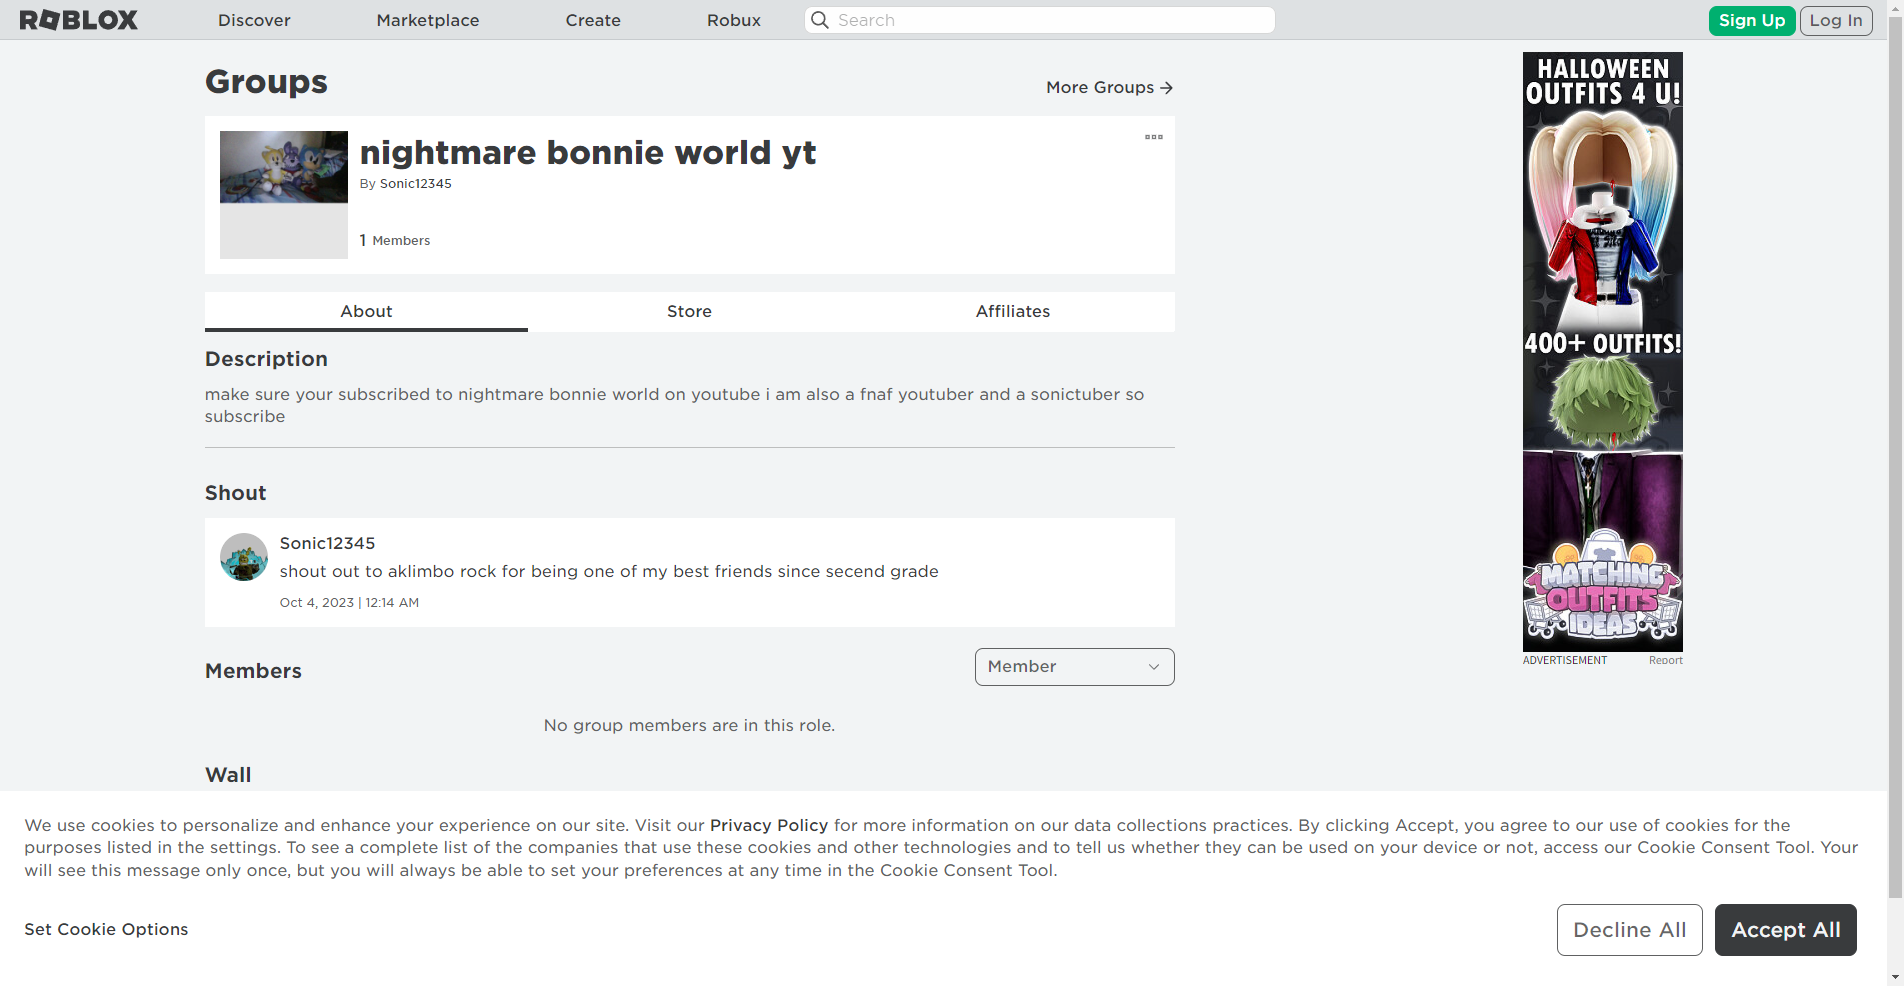 ROBLOX
Discover
Marketplace
Create
Robux
Search
Sign Up
Log In
Groups
More Groups
nightmare bonnie world yt
By Sonic12345
1 Members
About
Store
Affiliates
Description
make sure your subscribed to nightmare bonnie world on youtube i am also a fnaf youtuber and a sonictuber so
subscribe
Shout
Sonic12345
shout out to aklimbo rock for being one of my best friends since secend grade
Oct 4, 2023 | 12:14 AM
Members
Member
No group members are in this role.
Wall
HALLOWEEN
OUTFITS 4 U!
400+ OUTFITS!
MATCHING
OUTFITS
IDEAS
ADVERTISEMENT
Report
We use cookies to personalize and enhance your experience on our site. Visit our Privacy Policy for more information on our data collections practices. By clicking Accept, you agree to our use of cookies for the
purposes listed in the settings. To see a complete list of the companies that use these cookies and other technologies and to tell us whether they can be used on your device or not, access our Cookie Consent Tool. Your
will see this message only once, but you will always be able to set your preferences at any time in the Cookie Consent Tool.
Set Cookie Options
Decline All
Accept All